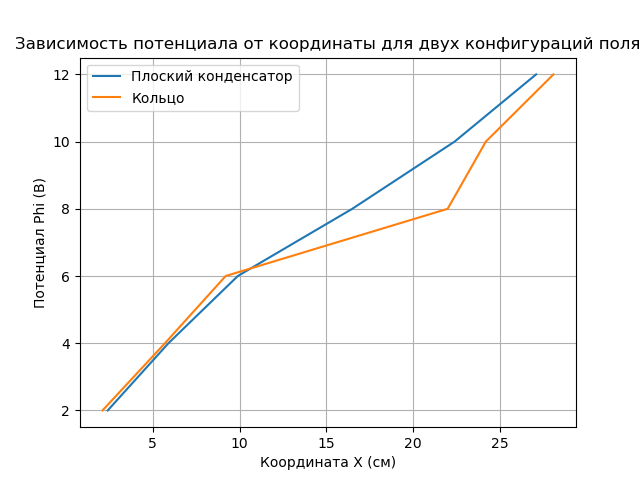 Зависимость потенциала от координаты для двух конфигураций поля
Плоский конденсатор
Кольцо
Потенциал Phi (В)
12
10
8
6
4
2
5
10
15
20
25
Координата X (см)